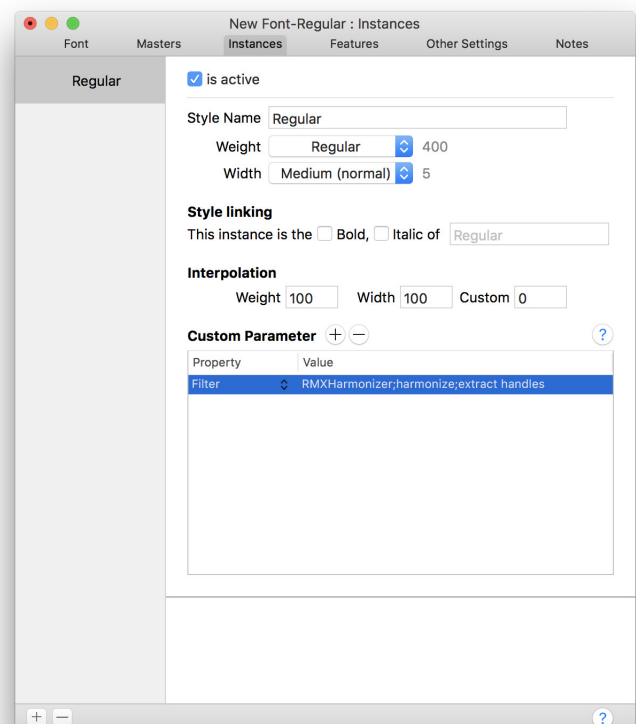 New Font-Regular : Instances
Font Masters Instances Features Other Settings Notes
Regular
is active
Style Name Regular
Weight Regular 400
Width Medium (normal) 5
Style linking
This instance is the Bold, Italic of Regular
Interpolation
Weight 100 Width 100 Custom 0
Custom Parameter + − ?
Property Value
Filter RMXHarmonizer;harmonize;extract handles
+ − ?